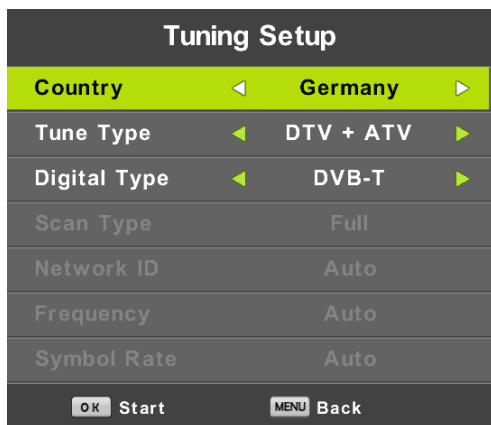 Tuning Setup
Country Germany
Tune Type DTV + ATV
Digital Type DVB-T
Scan Type Full
Network ID Auto
Frequency Auto
Symbol Rate Auto
OK Start MENU Back